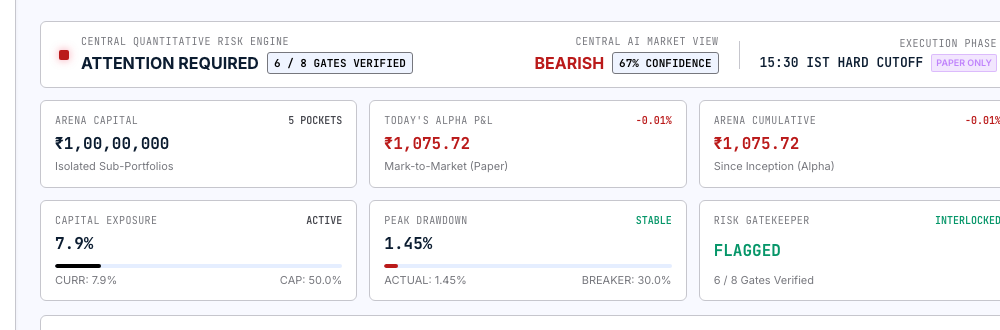 CENTRAL QUANTITATIVE RISK ENGINE
ATTENTION REQUIRED 6 / 8 GATES VERIFIED
CENTRAL AI MARKET VIEW
BEARISH 67% CONFIDENCE
EXECUTION PHASE
15:30 IST HARD CUTOFF PAPER ONLY
ARENA CAPITAL 5 POCKETS
₹1,00,00,000
Isolated Sub-Portfolios
TODAY'S ALPHA P&L -0.01%
₹1,075.72
Mark-to-Market (Paper)
ARENA CUMULATIVE -0.01%
₹1,075.72
Since Inception (Alpha)
CAPITAL EXPOSURE ACTIVE
7.9%
CURR: 7.9% CAP: 50.0%
PEAK DRAWDOWN STABLE
1.45%
ACTUAL: 1.45% BREAKER: 30.0%
RISK GATEKEEPER INTERLOCKED
FLAGGED
6 / 8 Gates Verified